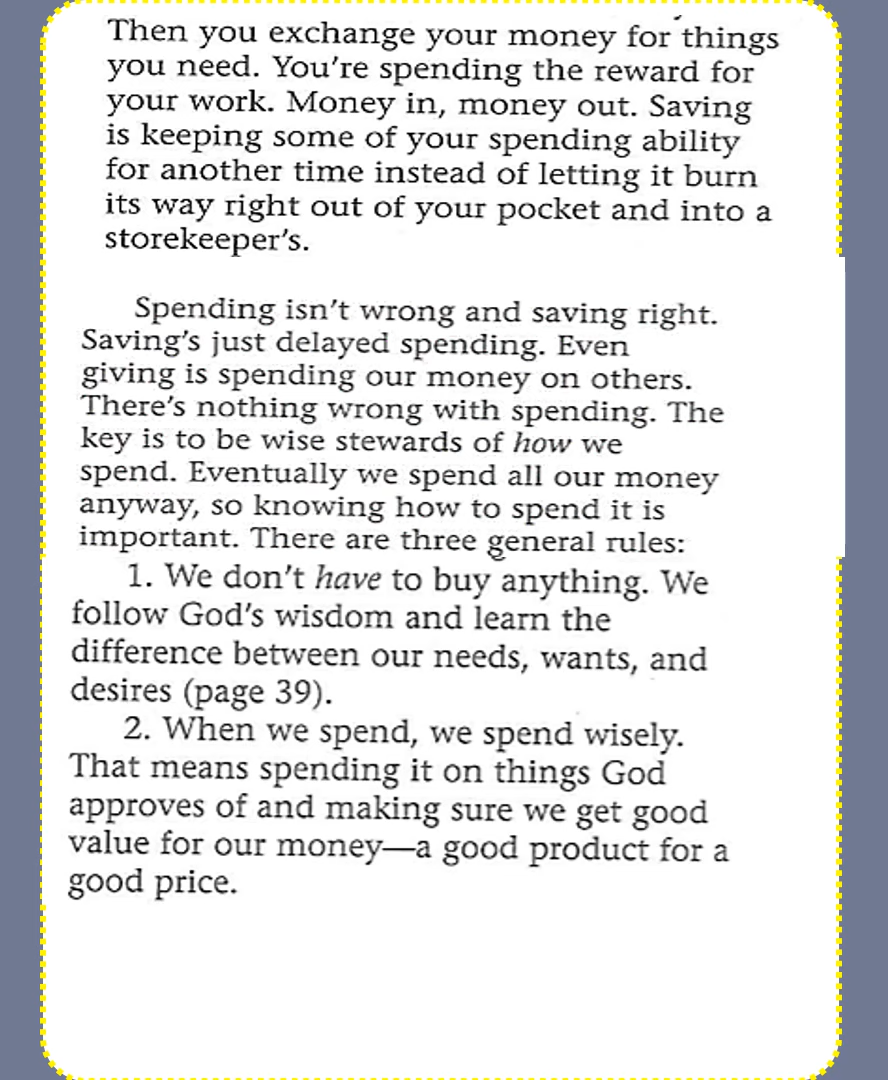 Then you exchange your money for things
you need. You're spending the reward for
your work. Money in, money out. Saving
is keeping some of your spending ability
for another time instead of letting it burn
its way right out of your pocket and into a
storekeeper's.
Spending isn't wrong and saving right.
Saving's just delayed spending. Even
giving is spending our money on others.
There's nothing wrong with spending. The
key is to be wise stewards of how we
spend. Eventually we spend all our money
anyway, so knowing how to spend it is
important. There are three general rules:
1. We don't have to buy anything. We
follow God's wisdom and learn the
difference between our needs, wants, and
desires (page 39).
2. When we spend, we spend wisely.
That means spending it on things God
approves of and making sure we get good
value for our money—a good product for a
good price.